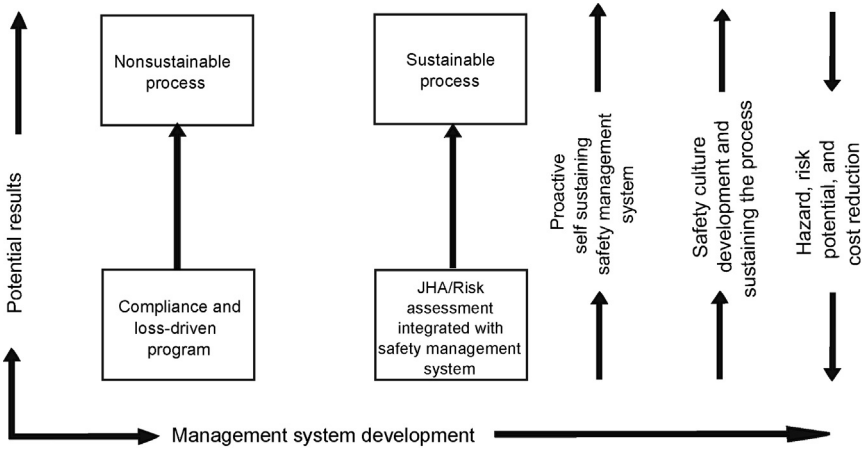 Potential results
Nonsustainable
process
Compliance and
loss-driven
program
Sustainable
process
JHA/Risk
assessment
integrated with
safety management
system
Proactive
self sustaining
safety management
system
Safety culture
development and
sustaining the process
Hazard, risk
potential, and
cost reduction
Management system development